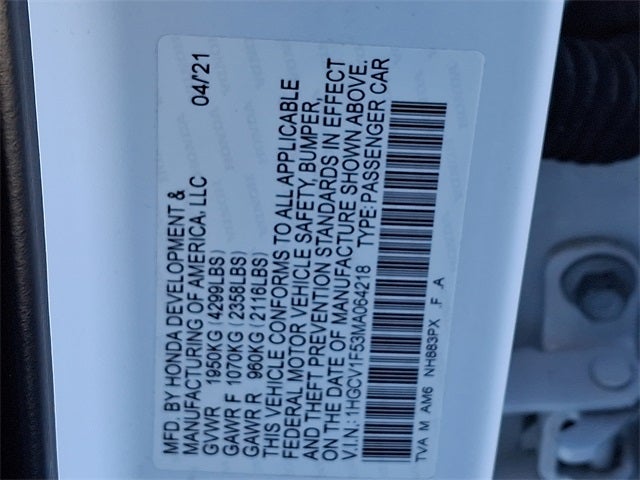 MFD. BY HONDA DEVELOPMENT &
MANUFACTURING OF AMERICA, LLC 04/21
GVWR 1950KG (4299LBS)
GAWR F 1070KG (2358LBS)
GAWR R 960KG (2116LBS)
THIS VEHICLE CONFORMS TO ALL APPLICABLE
FEDERAL MOTOR VEHICLE SAFETY, BUMPER,
AND THEFT PREVENTION STANDARDS IN EFFECT
ON THE DATE OF MANUFACTURE SHOWN ABOVE.
V.I.N.: 1HGCV1F53MA064218 TYPE: PASSENGER CAR
TVA M AM6 NH883PX .F .A